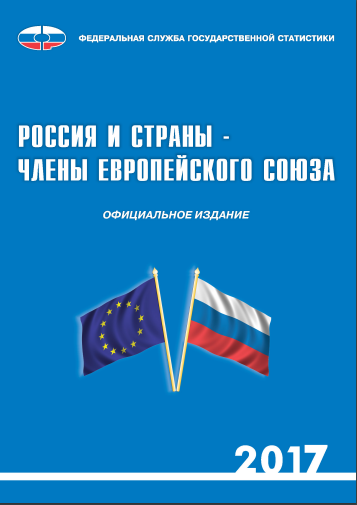 ФЕДЕРАЛЬНАЯ СЛУЖБА ГОСУДАРСТВЕННОЙ СТАТИСТИКИ
РОССИЯ И СТРАНЫ -
ЧЛЕНЫ ЕВРОПЕЙСКОГО СОЮЗА
ОФИЦИАЛЬНОЕ ИЗДАНИЕ
2017